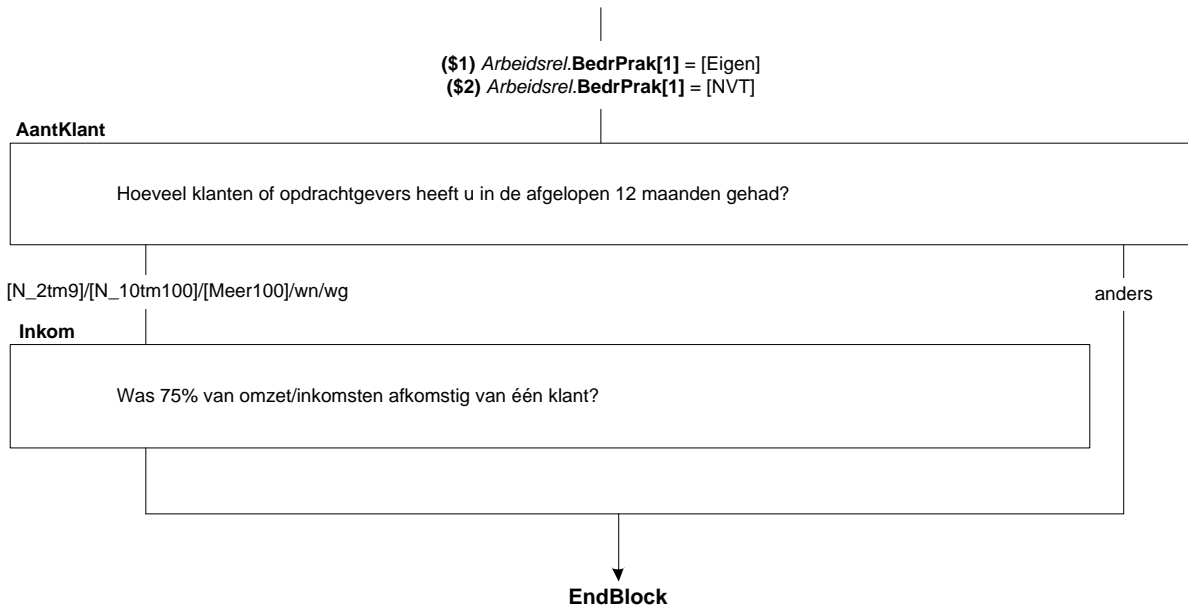 ($1) Arbeidsrel.BedrPrak[1] = [Eigen]
($2) Arbeidsrel.BedrPrak[1] = [NVT]
AantKlant
Hoeveel klanten of opdrachtgevers heeft u in de afgelopen 12 maanden gehad?
[N_2tm9]/[N_10tm100]/[Meer100]/wn/wg
anders
Inkom
Was 75% van omzet/inkomsten afkomstig van één klant?
EndBlock